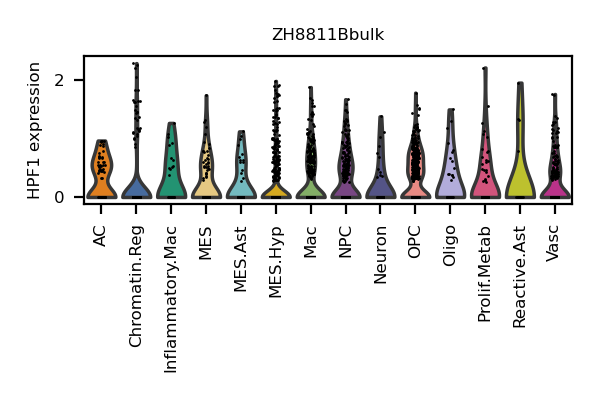 ZH8811Bbulk
HPF1 expression
2
0
AC
Chromatin.Reg
Inflammatory.Mac
MES
MES.Ast
MES.Hyp
Mac
NPC
Neuron
OPC
Oligo
Prolif.Metab
Reactive.Ast
Vasc